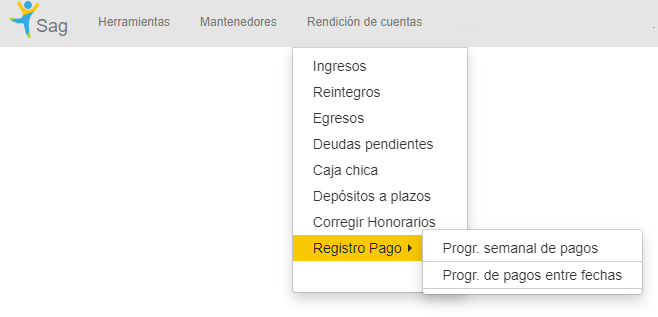 Sag
Herramientas
Mantenedores
Rendición de cuentas
Ingresos
Reintegros
Egresos
Deudas pendientes
Caja chica
Depósitos a plazos
Corregir Honorarios
Registro Pago
Progr. semanal de pagos
Progr. de pagos entre fechas